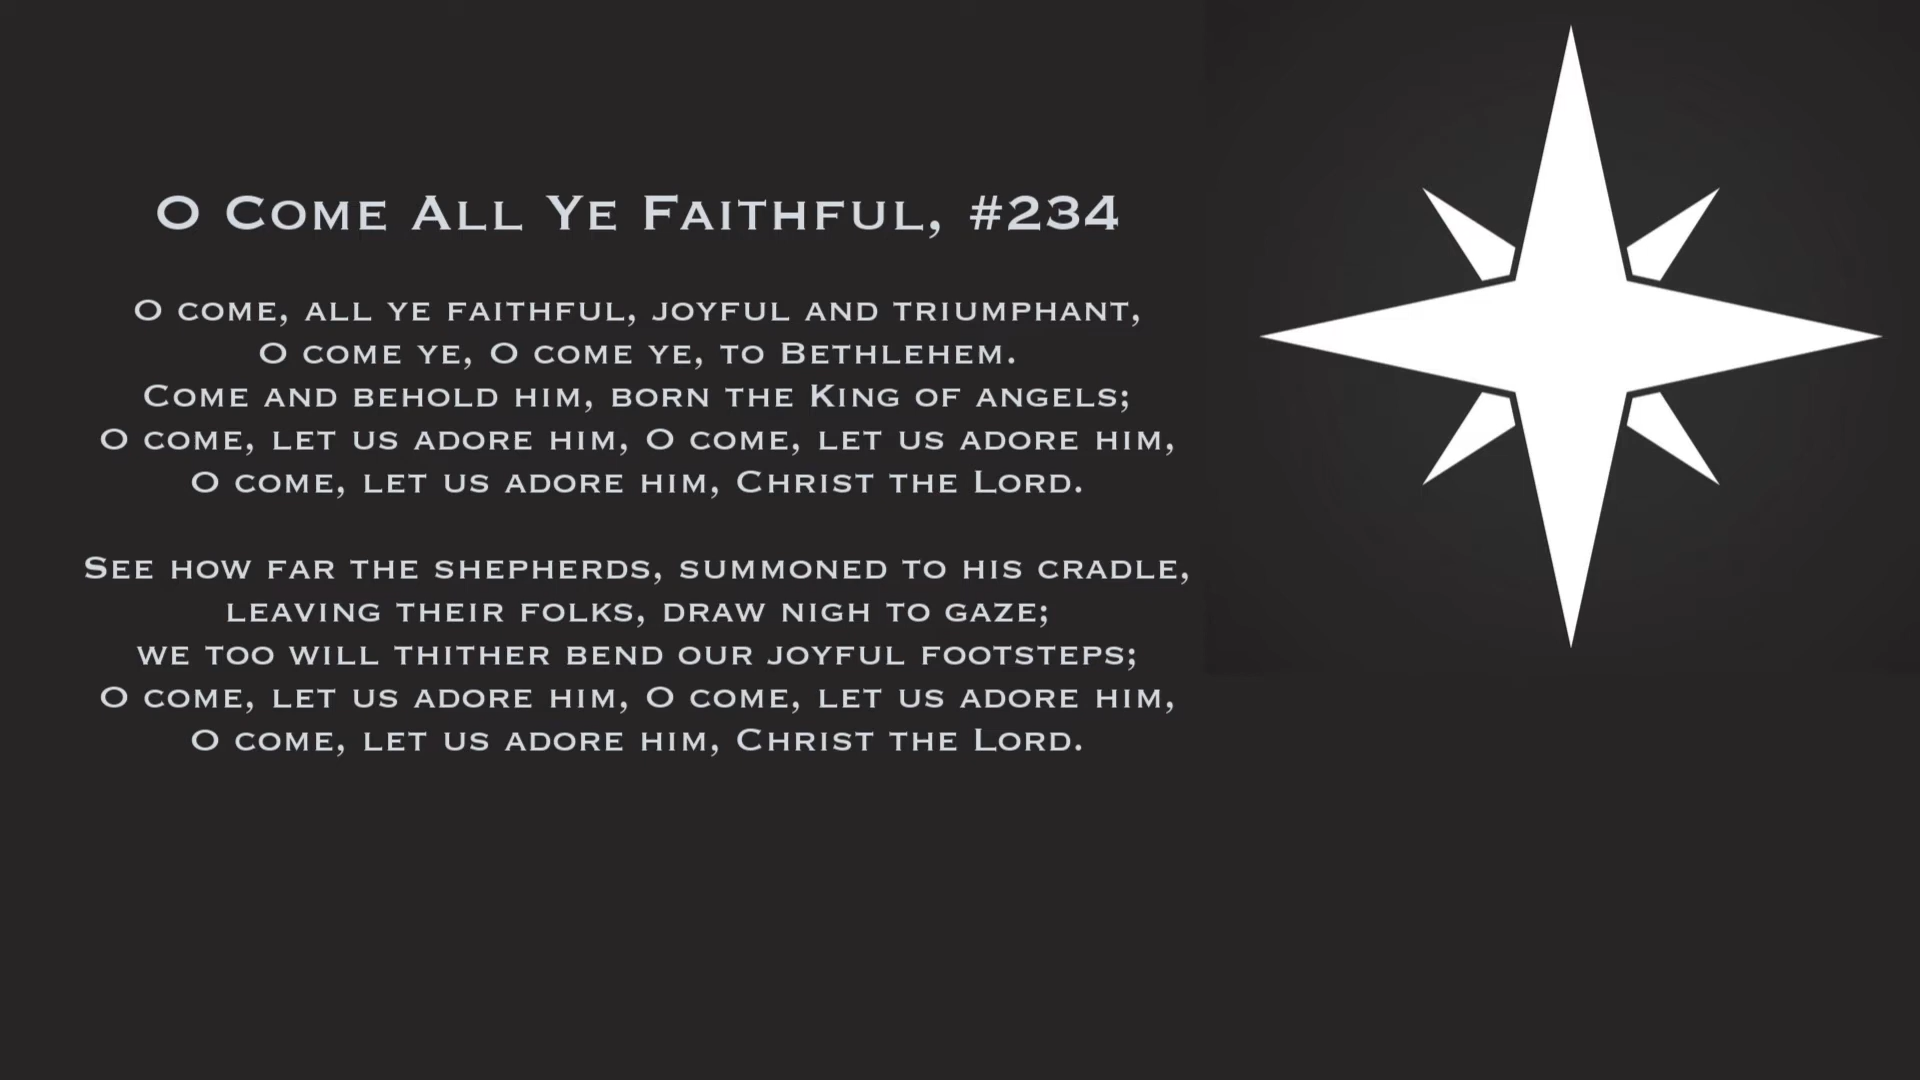 O Come All Ye Faithful, #234
O come, all ye faithful, joyful and triumphant,
O come ye, O come ye, to Bethlehem.
Come and behold him, born the King of angels;
O come, let us adore him, O come, let us adore him,
O come, let us adore him, Christ the Lord.
See how far the shepherds, summoned to his cradle,
leaving their folks, draw nigh to gaze;
we too will thither bend our joyful footsteps;
O come, let us adore him, O come, let us adore him,
O come, let us adore him, Christ the Lord.